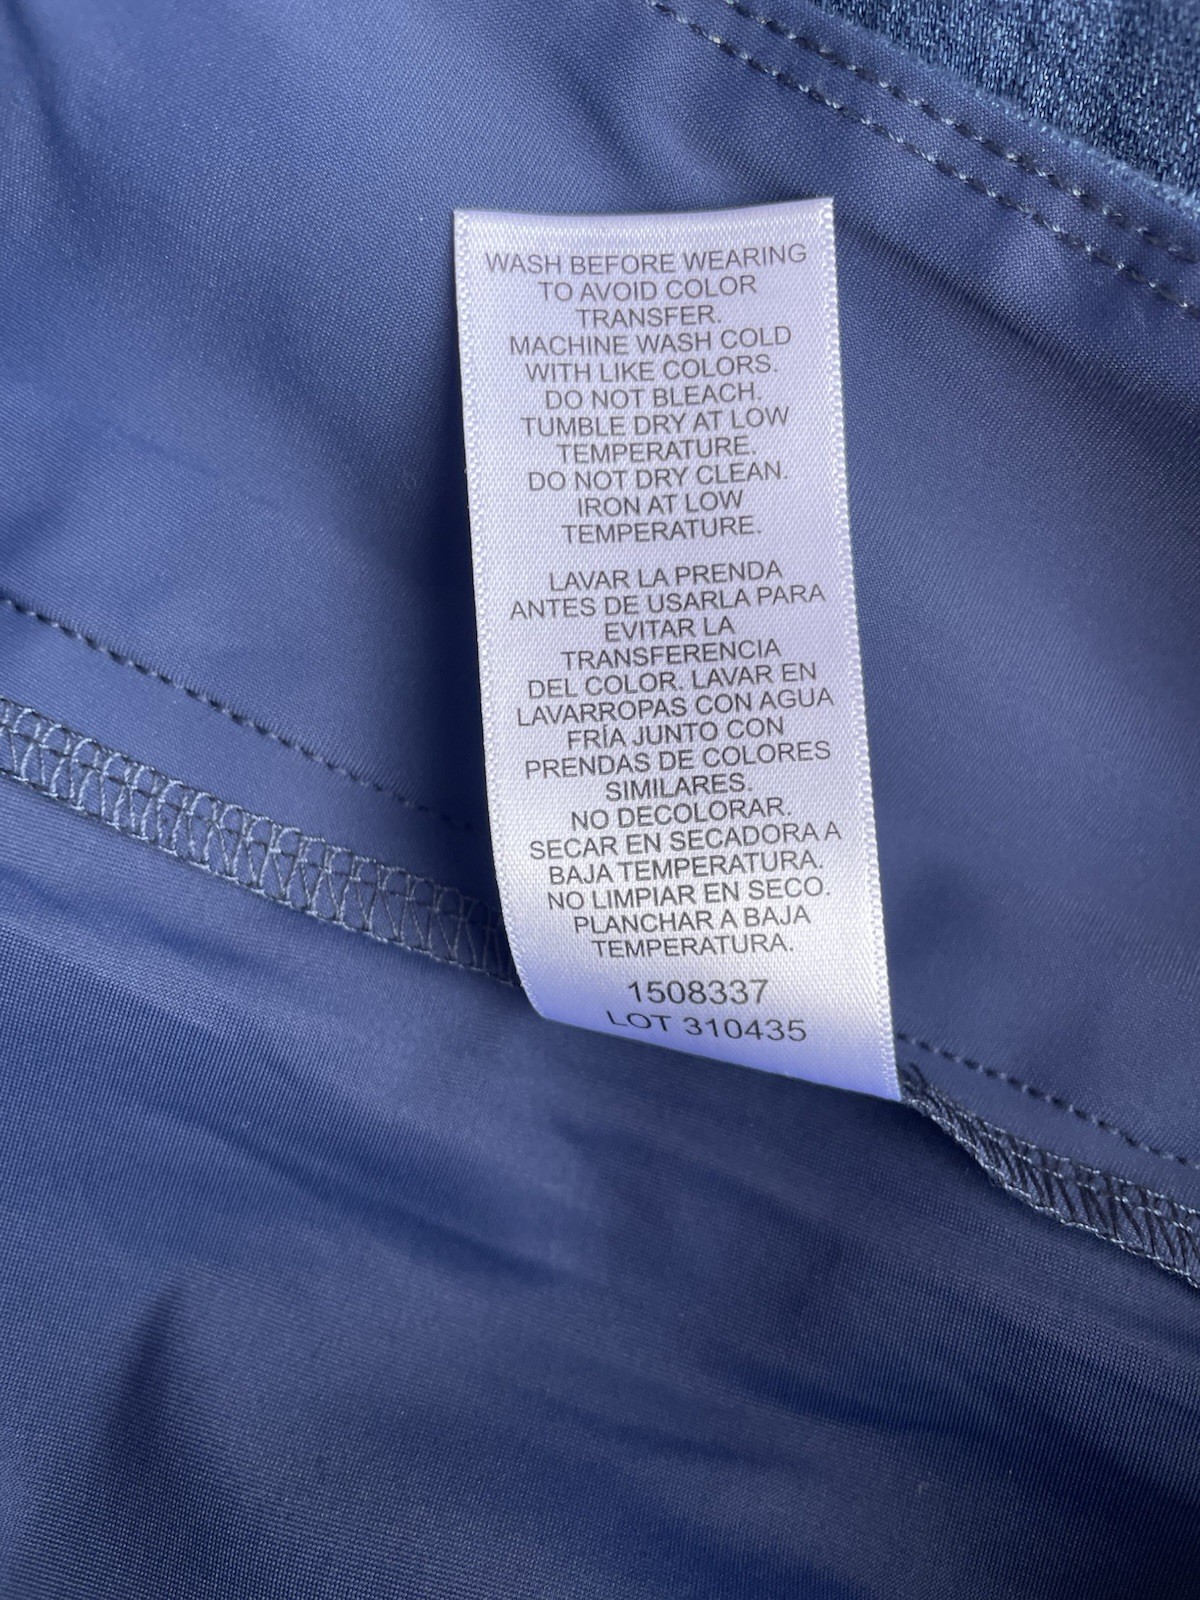 WASH BEFORE WEARING
TO AVOID COLOR
TRANSFER.
MACHINE WASH COLD
WITH LIKE COLORS.
DO NOT BLEACH.
TUMBLE DRY AT LOW
TEMPERATURE.
DO NOT DRY CLEAN.
IRON AT LOW
TEMPERATURE.
LAVAR LA PRENDA
ANTES DE USARLA PARA
EVITAR LA
TRANSFERENCIA
DEL COLOR. LAVAR EN
LAVARROPAS CON AGUA
FRÍA JUNTO CON
PRENDAS DE COLORES
SIMILARES.
NO DECOLORAR.
SECAR EN SECADORA A
BAJA TEMPERATURA.
NO LIMPIAR EN SECO.
PLANCHAR A BAJA
TEMPERATURA.
1508337
LOT 310435